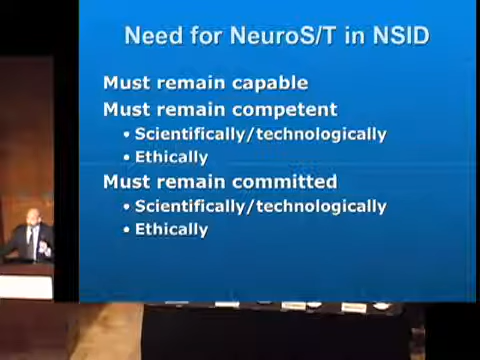 Need for NeuroS/T in NSID
Must remain capable
Must remain competent
• Scientifically/technologically
• Ethically
Must remain committed
• Scientifically/technologically
• Ethically